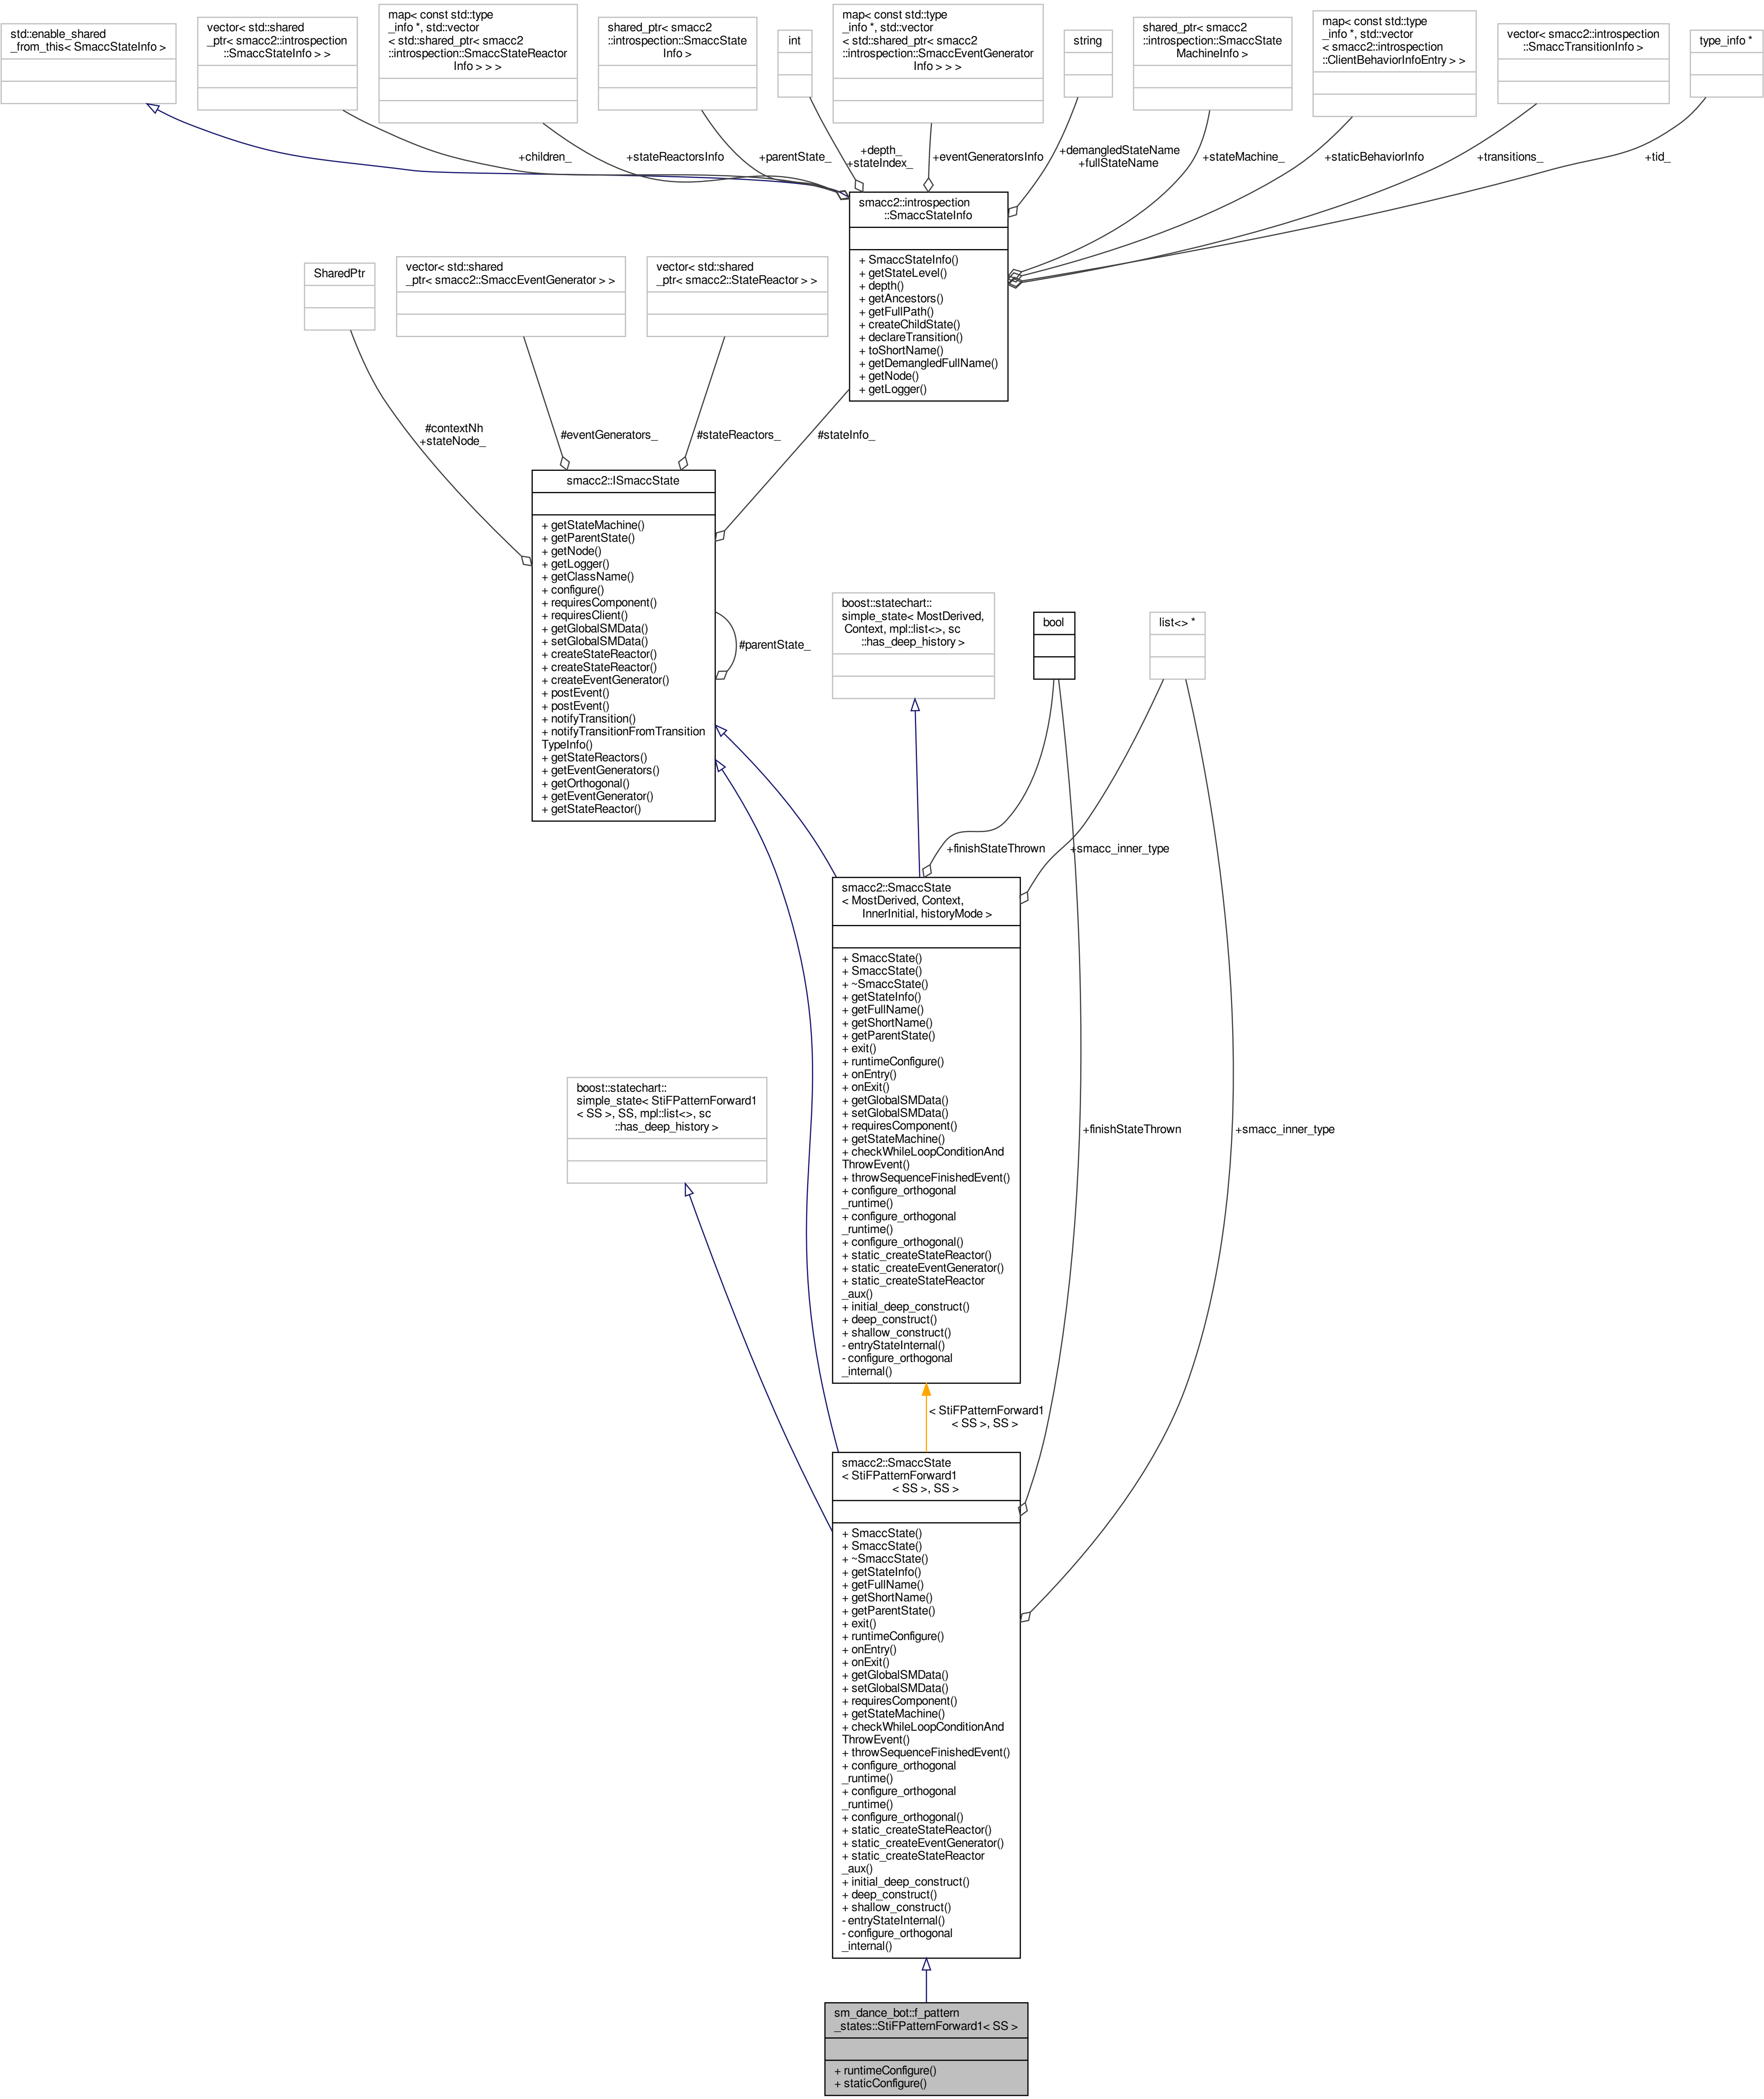 std::enable_shared
_from_this< SmaccStateInfo >
vector< std::shared
_ptr< smacc2::introspection
::SmaccStateInfo > >
map< const std::type
_info *, std::vector
< std::shared_ptr< smacc2
::introspection::SmaccStateReactor
Info > > >
shared_ptr< smacc2
::introspection::SmaccState
Info >
int
map< const std::type
_info *, std::vector
< std::shared_ptr< smacc2
::introspection::SmaccEventGenerator
Info > > >
string
shared_ptr< smacc2
::introspection::SmaccState
MachineInfo >
map< const std::type
_info *, std::vector
< smacc2::introspection
::ClientBehaviorInfoEntry > >
vector< smacc2::introspection
::SmaccTransitionInfo >
type_info *
+children_
+stateReactorsInfo
+parentState_
+depth_
+stateIndex_
+eventGeneratorsInfo
+demangledStateName
+fullStateName
+stateMachine_
+staticBehaviorInfo
+transitions_
+tid_
smacc2::introspection
::SmaccStateInfo
+ SmaccStateInfo()
+ getStateLevel()
+ depth()
+ getAncestors()
+ getFullPath()
+ createChildState()
+ declareTransition()
+ toShortName()
+ getDemangledFullName()
+ getNode()
+ getLogger()
SharedPtr
vector< std::shared
_ptr< smacc2::SmaccEventGenerator > >
vector< std::shared
_ptr< smacc2::StateReactor > >
#contextNh
+stateNode_
#eventGenerators_
#stateReactors_
#stateInfo_
smacc2::ISmaccState
+ getStateMachine()
+ getParentState()
+ getNode()
+ getLogger()
+ getClassName()
+ configure()
+ requiresComponent()
+ requiresClient()
+ getGlobalSMData()
+ setGlobalSMData()
+ createStateReactor()
+ createStateReactor()
+ createEventGenerator()
+ postEvent()
+ postEvent()
+ notifyTransition()
+ notifyTransitionFromTransition
TypeInfo()
+ getStateReactors()
+ getEventGenerators()
+ getOrthogonal()
+ getEventGenerator()
+ getStateReactor()
#parentState_
boost::statechart::
simple_state< MostDerived,
Context, mpl::list<>, sc
::has_deep_history >
bool
list<> *
+finishStateThrown
+smacc_inner_type
smacc2::SmaccState
< MostDerived, Context,
InnerInitial, historyMode >
+ SmaccState()
+ SmaccState()
+ ~SmaccState()
+ getStateInfo()
+ getFullName()
+ getShortName()
+ getParentState()
+ exit()
+ runtimeConfigure()
+ onEntry()
+ onExit()
+ getGlobalSMData()
+ setGlobalSMData()
+ requiresComponent()
+ getStateMachine()
+ checkWhileLoopConditionAnd
ThrowEvent()
+ throwSequenceFinishedEvent()
+ configure_orthogonal
_runtime()
+ configure_orthogonal
_runtime()
+ configure_orthogonal()
+ static_createStateReactor()
+ static_createEventGenerator()
+ static_createStateReactor
_aux()
+ initial_deep_construct()
+ deep_construct()
+ shallow_construct()
- entryStateInternal()
- configure_orthogonal
_internal()
boost::statechart::
simple_state< StiFPatternForward1
< SS >, SS, mpl::list<>, sc
::has_deep_history >
+finishStateThrown
+smacc_inner_type
< StiFPatternForward1
< SS >, SS >
smacc2::SmaccState
< StiFPatternForward1
< SS >, SS >
+ SmaccState()
+ SmaccState()
+ ~SmaccState()
+ getStateInfo()
+ getFullName()
+ getShortName()
+ getParentState()
+ exit()
+ runtimeConfigure()
+ onEntry()
+ onExit()
+ getGlobalSMData()
+ setGlobalSMData()
+ requiresComponent()
+ getStateMachine()
+ checkWhileLoopConditionAnd
ThrowEvent()
+ throwSequenceFinishedEvent()
+ configure_orthogonal
_runtime()
+ configure_orthogonal
_runtime()
+ configure_orthogonal()
+ static_createStateReactor()
+ static_createEventGenerator()
+ static_createStateReactor
_aux()
+ initial_deep_construct()
+ deep_construct()
+ shallow_construct()
- entryStateInternal()
- configure_orthogonal
_internal()
sm_dance_bot::f_pattern
_states::StiFPatternForward1< SS >
+ runtimeConfigure()
+ staticConfigure()